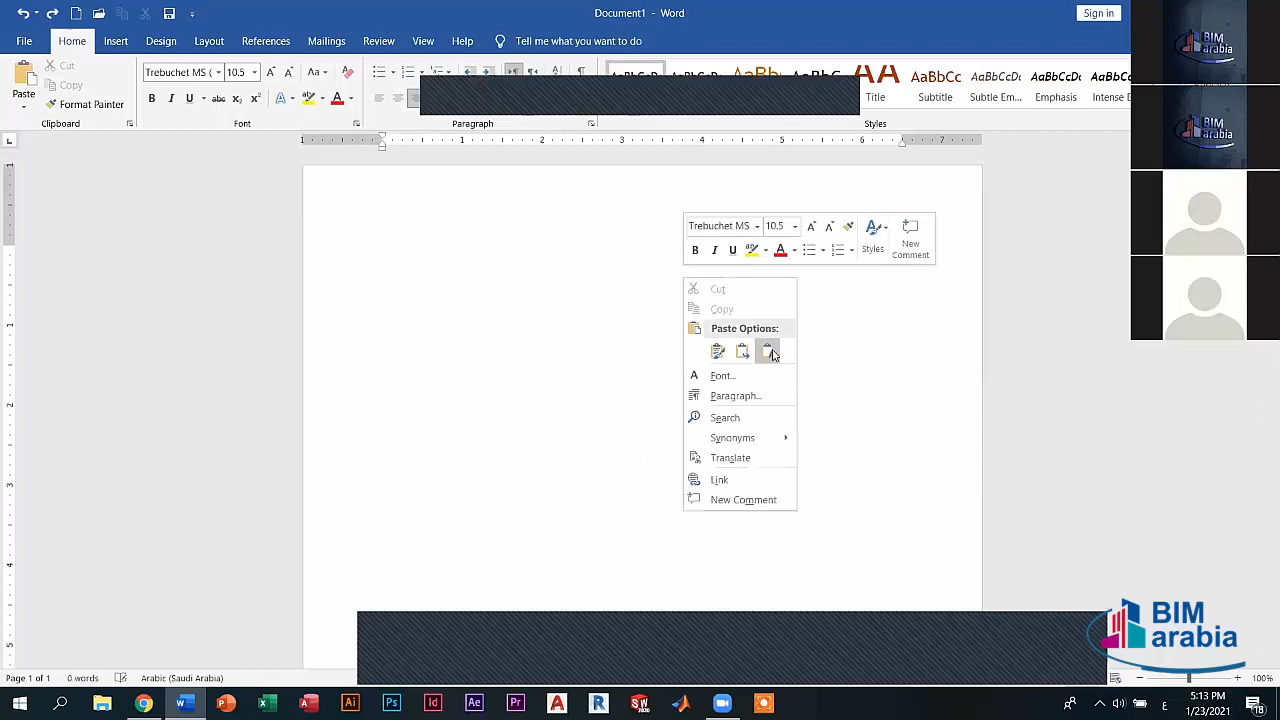 Document1 - Word
Sign in
File Home Insert Design Layout References Mailings Review View Help Tell me what you want to do
Paste
Cut
Copy
Format Painter
Clipboard
Trebuchet MS ( 10.5
Font
Paragraph
Title
Subtitle
Subtle Em...
Emphasis
Intense E
Styles
Trebuchet MS 10.5
Styles
New Comment
Cut
Copy
Paste Options:
Font...
Paragraph...
Search
Synonyms
Translate
Link
New Comment
BIM
arabia
BIM
arabia
BIM
arabia
Page 1 of 1 0 words Arabic (Saudi Arabia)
100%
5:13 PM
1/23/2021